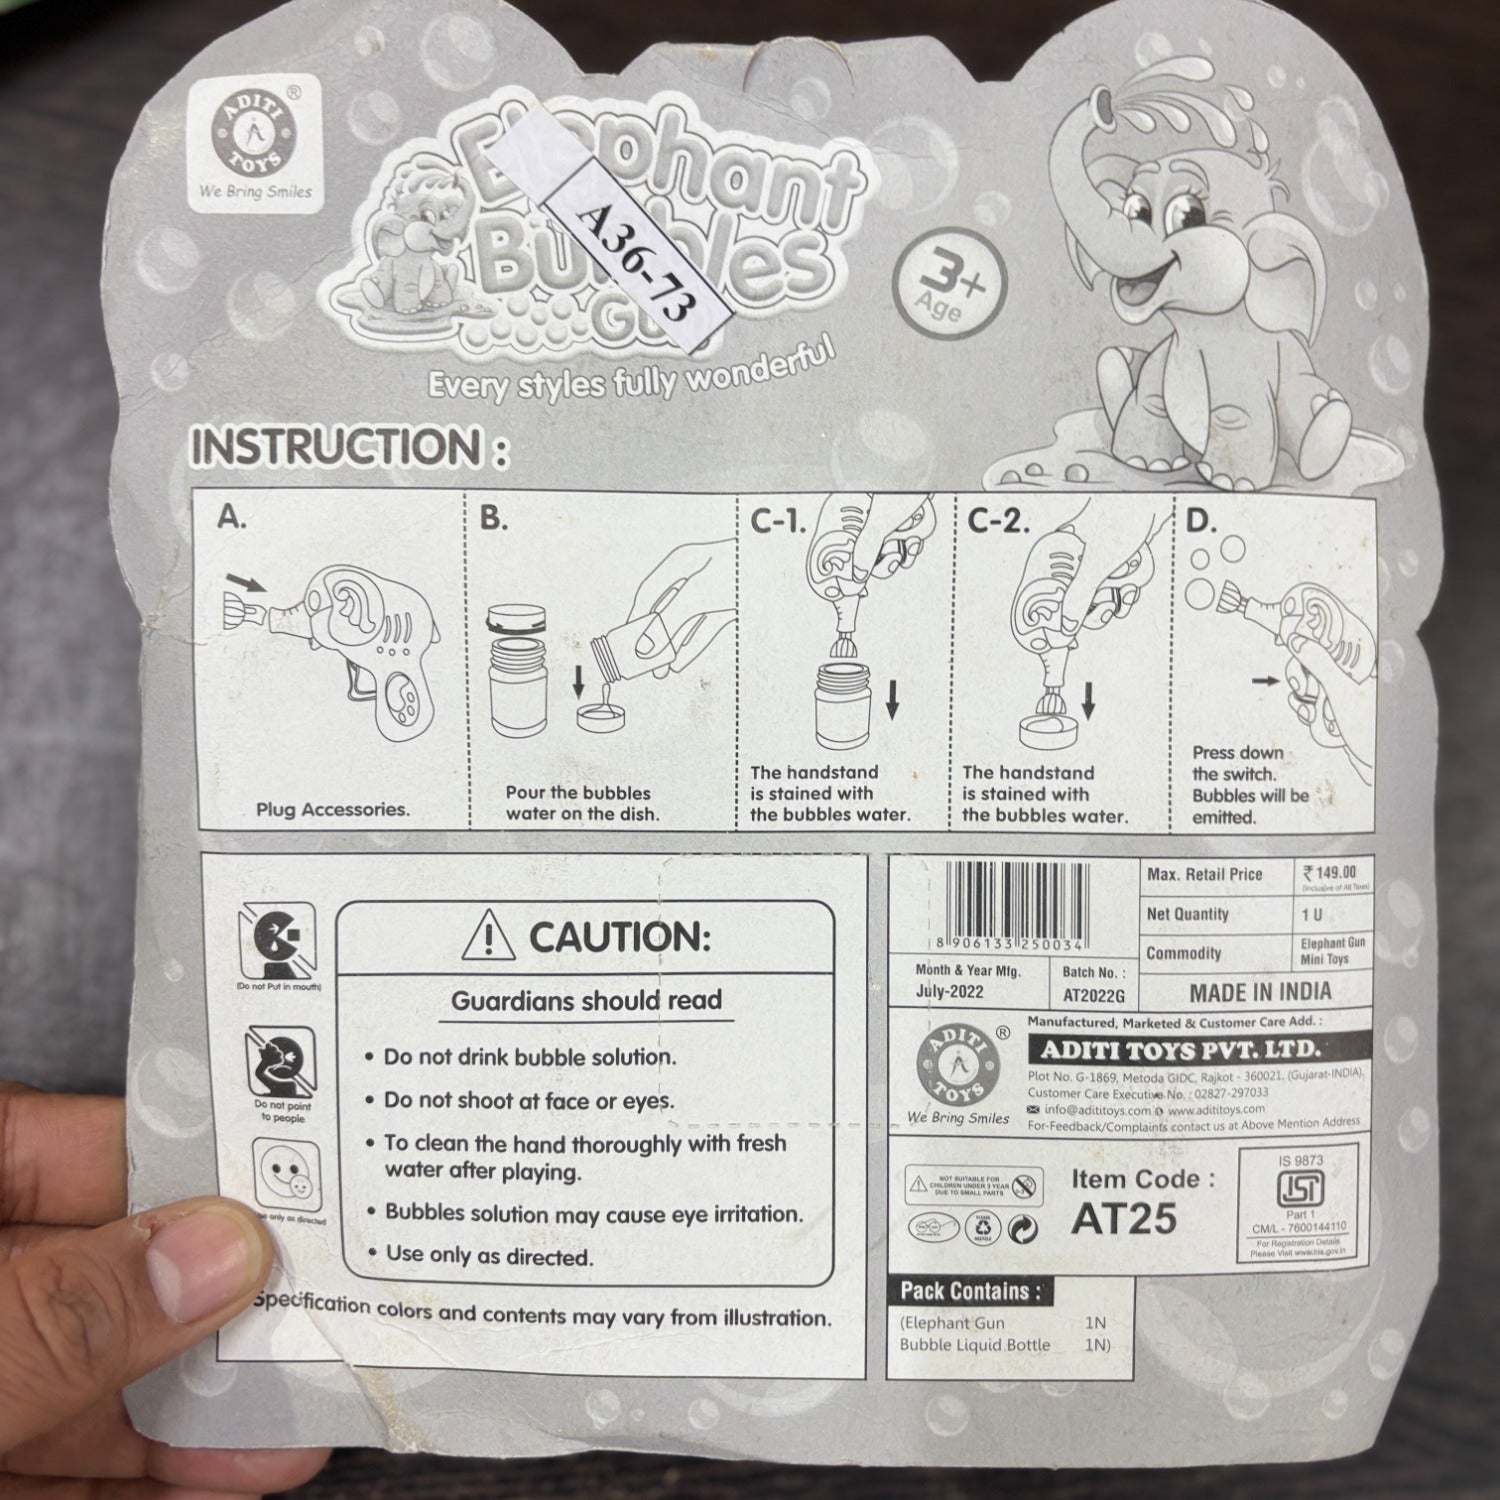 ADITI
TOYS
®
We Bring Smiles
Elephant
Bubbles
Gun
A36-73
Every styles fully wonderful
3+
Age
INSTRUCTION :
A.
Plug Accessories.
B.
Pour the bubbles
water on the dish.
C-1.
The handstand
is stained with
the bubbles water.
C-2.
The handstand
is stained with
the bubbles water.
D.
Press down
the switch.
Bubbles will be
emitted.
(Do not Put in mouth)
Do not point
to people
only as directed
CAUTION:
Guardians should read
• Do not drink bubble solution.
• Do not shoot at face or eyes.
• To clean the hand thoroughly with fresh
water after playing.
• Bubbles solution may cause eye irritation.
• Use only as directed.
Specification colors and contents may vary from illustration.
8 906133 250034
Max. Retail Price ₹ 149.00
(Inclusive of All Taxes)
Net Quantity 1 U
Commodity Elephant Gun
Mini Toys
Month & Year Mfg.
July-2022
Batch No. :
AT2022G
MADE IN INDIA
ADITI
TOYS
®
We Bring Smiles
Manufactured, Marketed & Customer Care Add. :
ADITI TOYS PVT. LTD.
Plot No. G-1869, Metoda GIDC, Rajkot - 360021. (Gujarat-INDIA).
Customer Care Executive No. : 02827-297033
info@adititoys.com www.adititoys.com
For-Feedback/Complaints contact us at Above Mention Address
NOT SUITABLE FOR
CHILDREN UNDER 3 YEAR
DUE TO SMALL PARTS
PLEASE
RECYCLE
Item Code :
AT25
IS 9873
ISI
Part 1
CM/L - 7600144110
For Registration Details
Please Visit www.bis.gov.in
Pack Contains :
(Elephant Gun 1N
Bubble Liquid Bottle 1N)